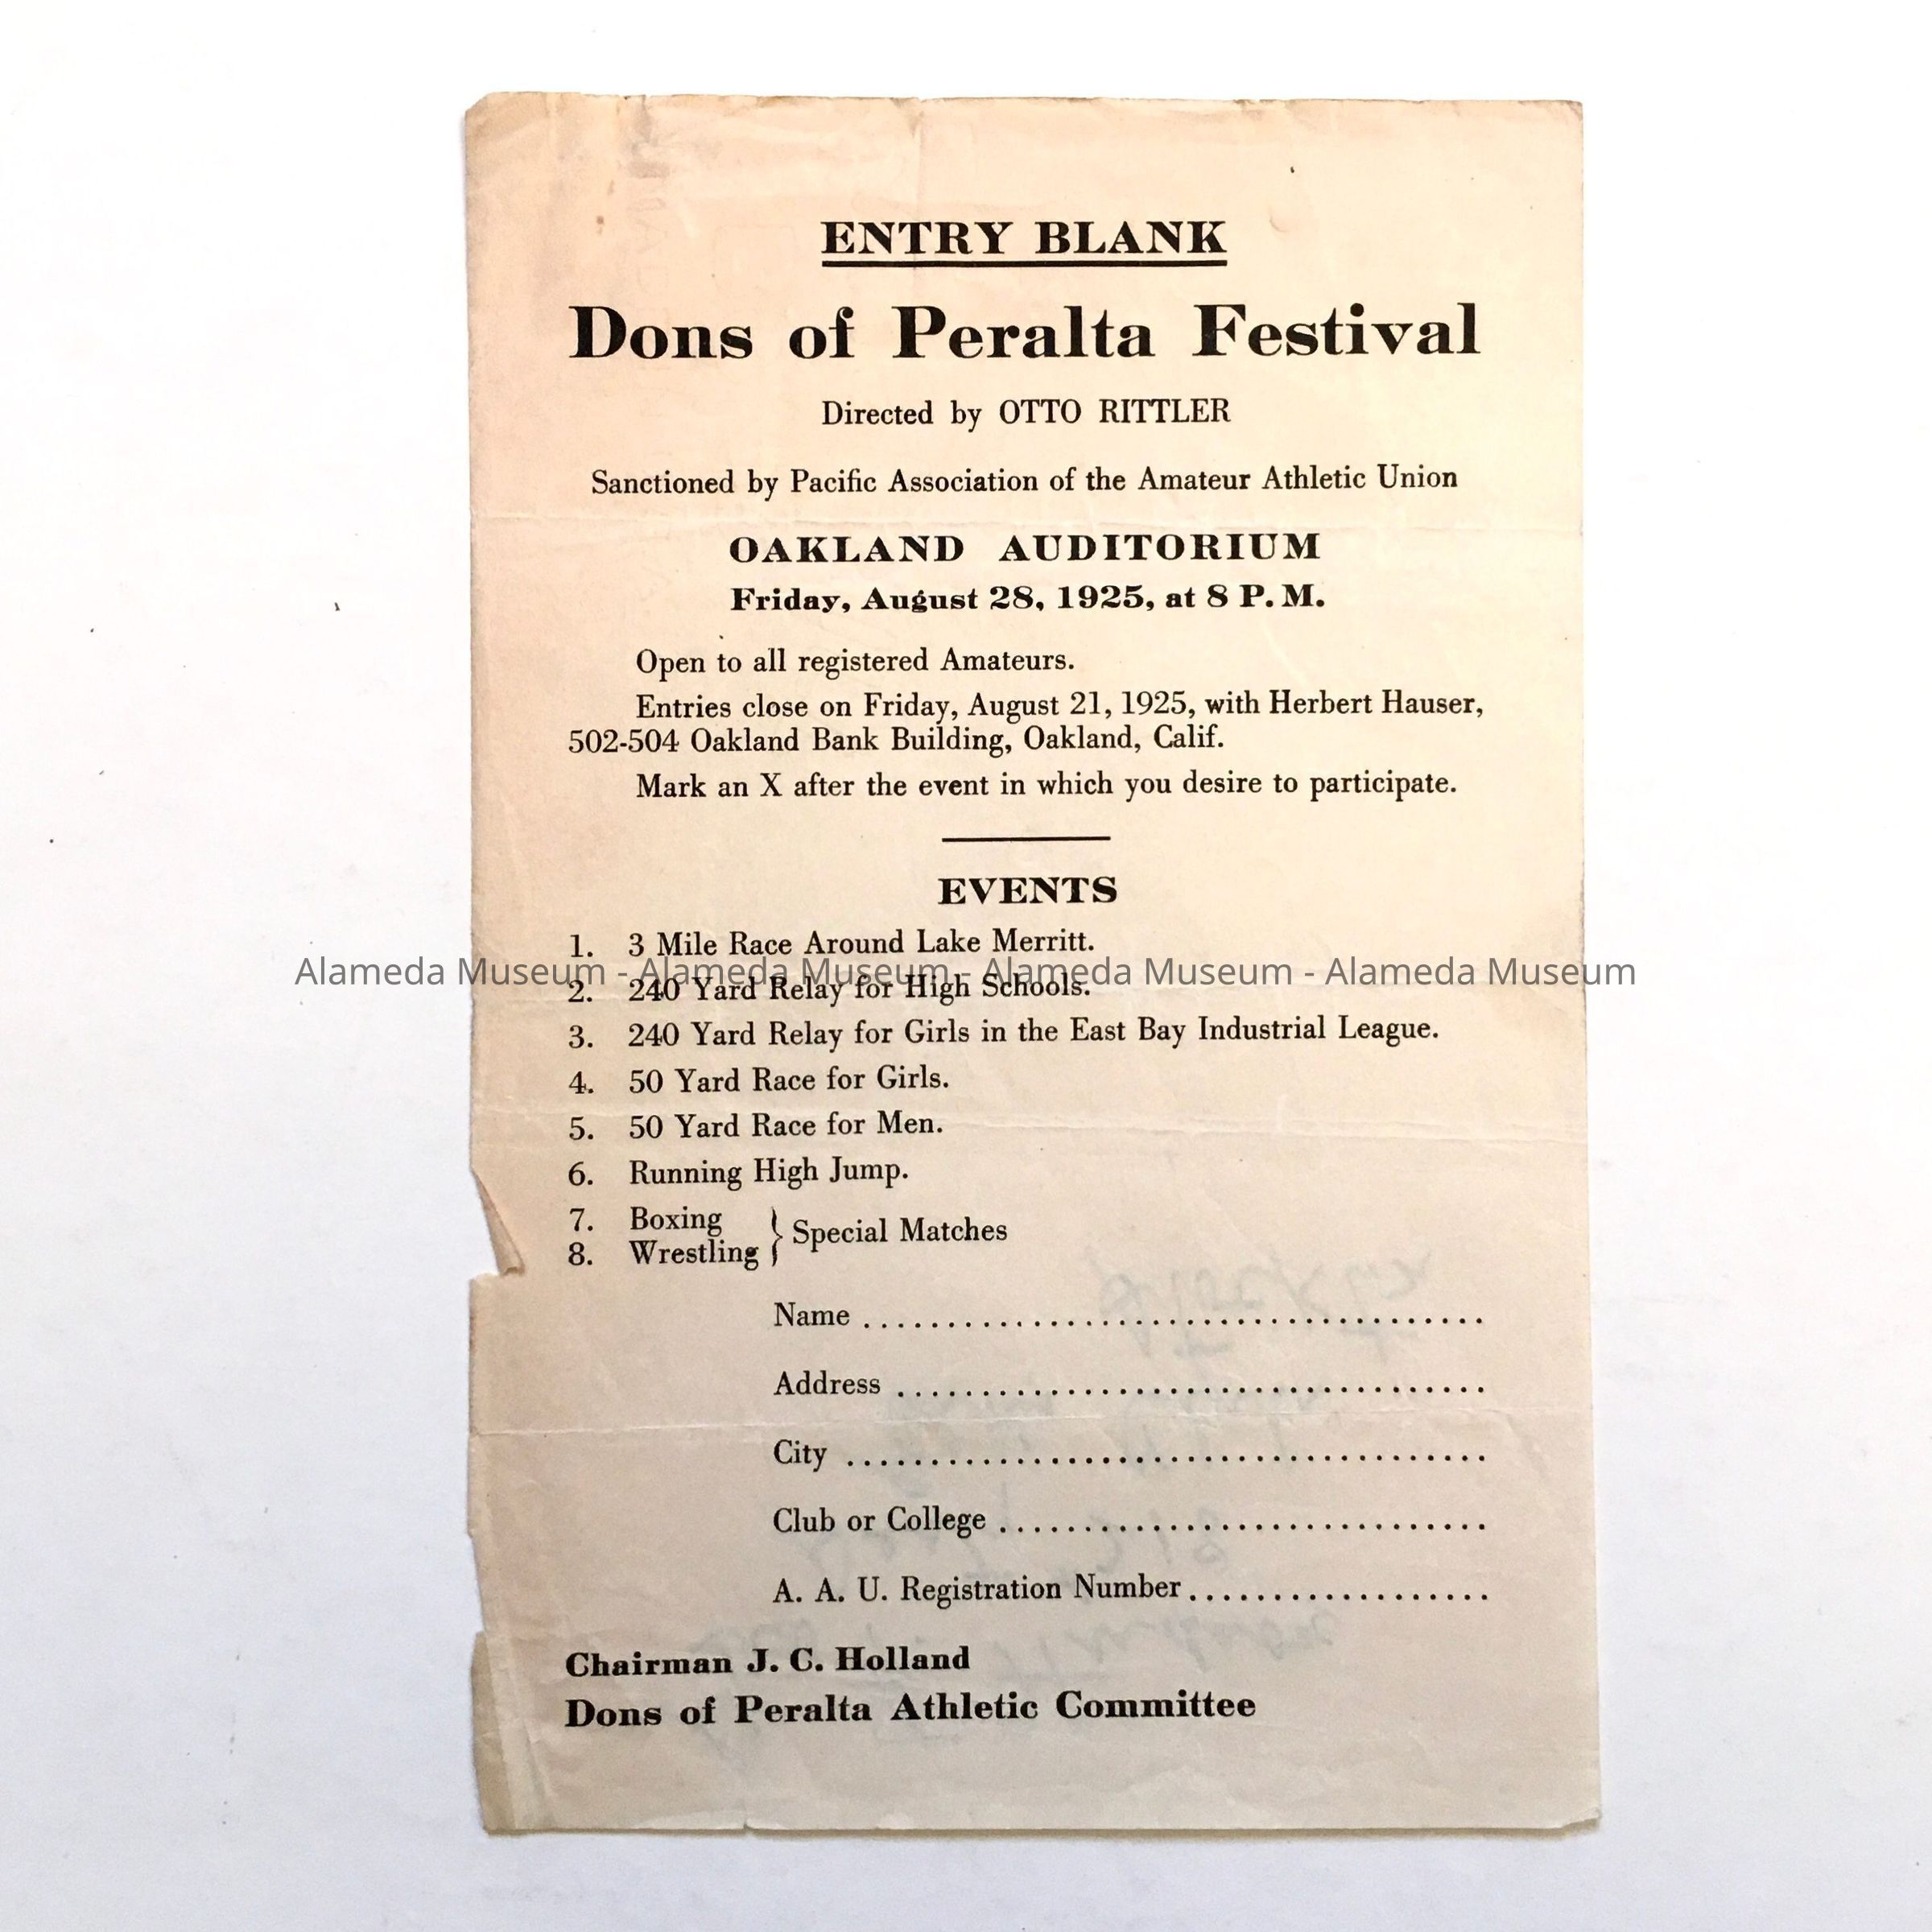 ENTRY BLANK
Dons of Peralta Festival
Directed by OTTO RITTLER
Sanctioned by Pacific Association of the Amateur Athletic Union
OAKLAND AUDITORIUM
Friday, August 28, 1925, at 8 P. M.
Open to all registered Amateurs.
Entries close on Friday, August 21, 1925, with Herbert Hauser,
502-504 Oakland Bank Building, Oakland, Calif.
Mark an X after the event in which you desire to participate.
EVENTS
1. 3 Mile Race Around Lake Merritt.
Alameda Museum - Alameda Museum - Alameda Museum - Alameda Museum
2. 240 Yard Relay for High Schools.
3. 240 Yard Relay for Girls in the East Bay Industrial League.
4. 50 Yard Race for Girls.
5. 50 Yard Race for Men.
6. Running High Jump.
7. Boxing
8. Wrestling } Special Matches
Name ......................................
Address ...................................
City ......................................
Club or College .............................
A. A. U. Registration Number ..................
Chairman J. C. Holland
Dons of Peralta Athletic Committee